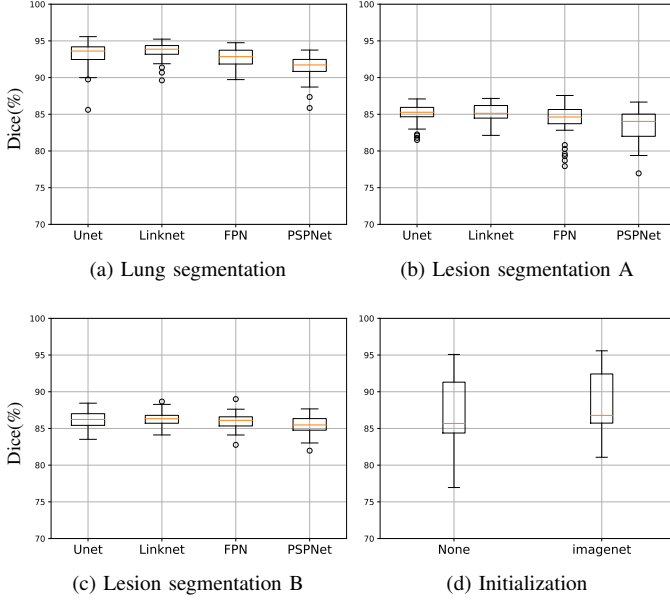 100
95
90
85
80
75
70
Dice(%)
Unet Linknet FPN PSPNet
(a) Lung segmentation
100
95
90
85
80
75
70
Unet Linknet FPN PSPNet
(b) Lesion segmentation A
100
95
90
85
80
75
70
Dice(%)
Unet Linknet FPN PSPNet
(c) Lesion segmentation B
100
95
90
85
80
75
70
None imagenet
(d) Initialization